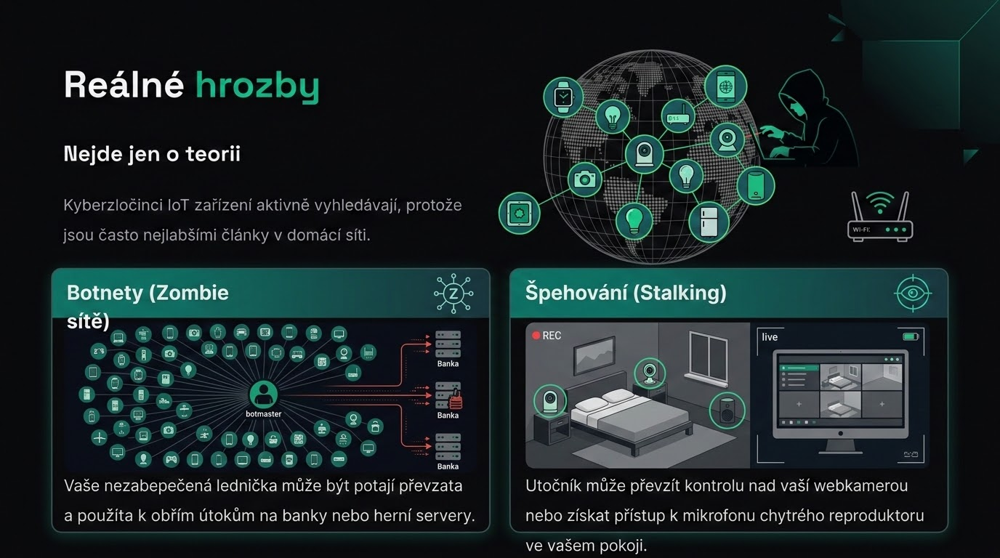 Reálné hrozby
Nejde jen o teorii
Kyberzločinci IoT zařízení aktivně vyhledávají, protože
jsou často nejlabšími články v domácí síti.
WI-FI:
Botnety (Zombie
sítě)
Z
Banka
Banka
Banka
botmaster
Vaše nezabepečená lednička může být potají převzata
a použíta k obřím útokům na banky nebo herní servery.
Špehování (Stalking)
REC
live
Utočník může převzít kontrolu nad vaší webkamerou
nebo získat přístup k mikrofonu chytrého reproduktoru
ve vašem pokoji.